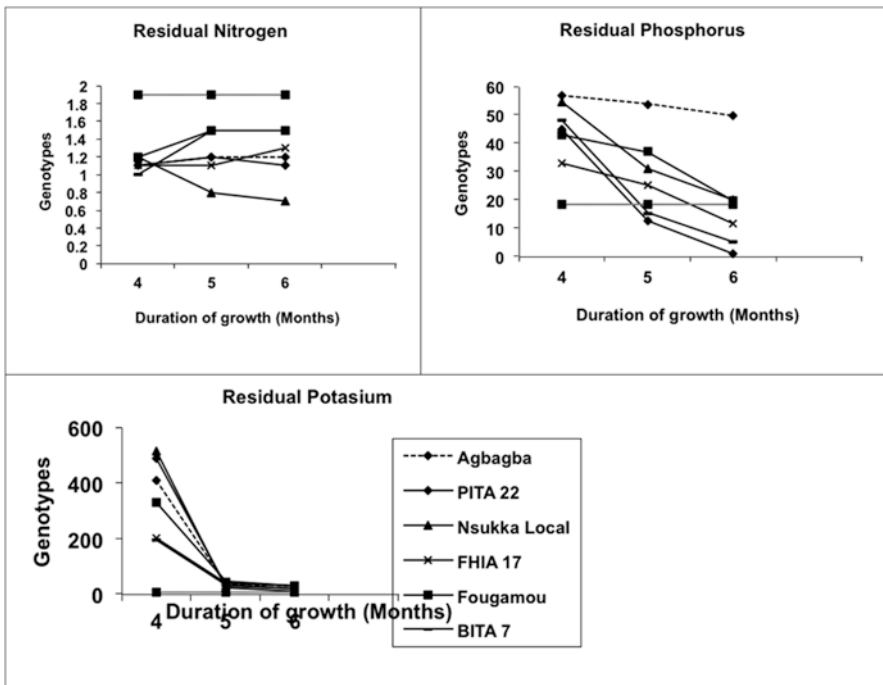 Residual Nitrogen
2
1.8
1.6
1.4
1.2
1
0.8
0.6
0.4
0.2
0
Genotypes
4 5 6
Duration of growth (Months)
Residual Phosphorus
60
50
40
30
20
10
0
Genotypes
4 5 6
Duration of growth (Months)
Residual Potasium
600
400
200
0
Genotypes
4 5 6
Duration of growth (Months)
Agbagba
PITA 22
Nsukka Local
FHIA 17
Fougamou
BITA 7